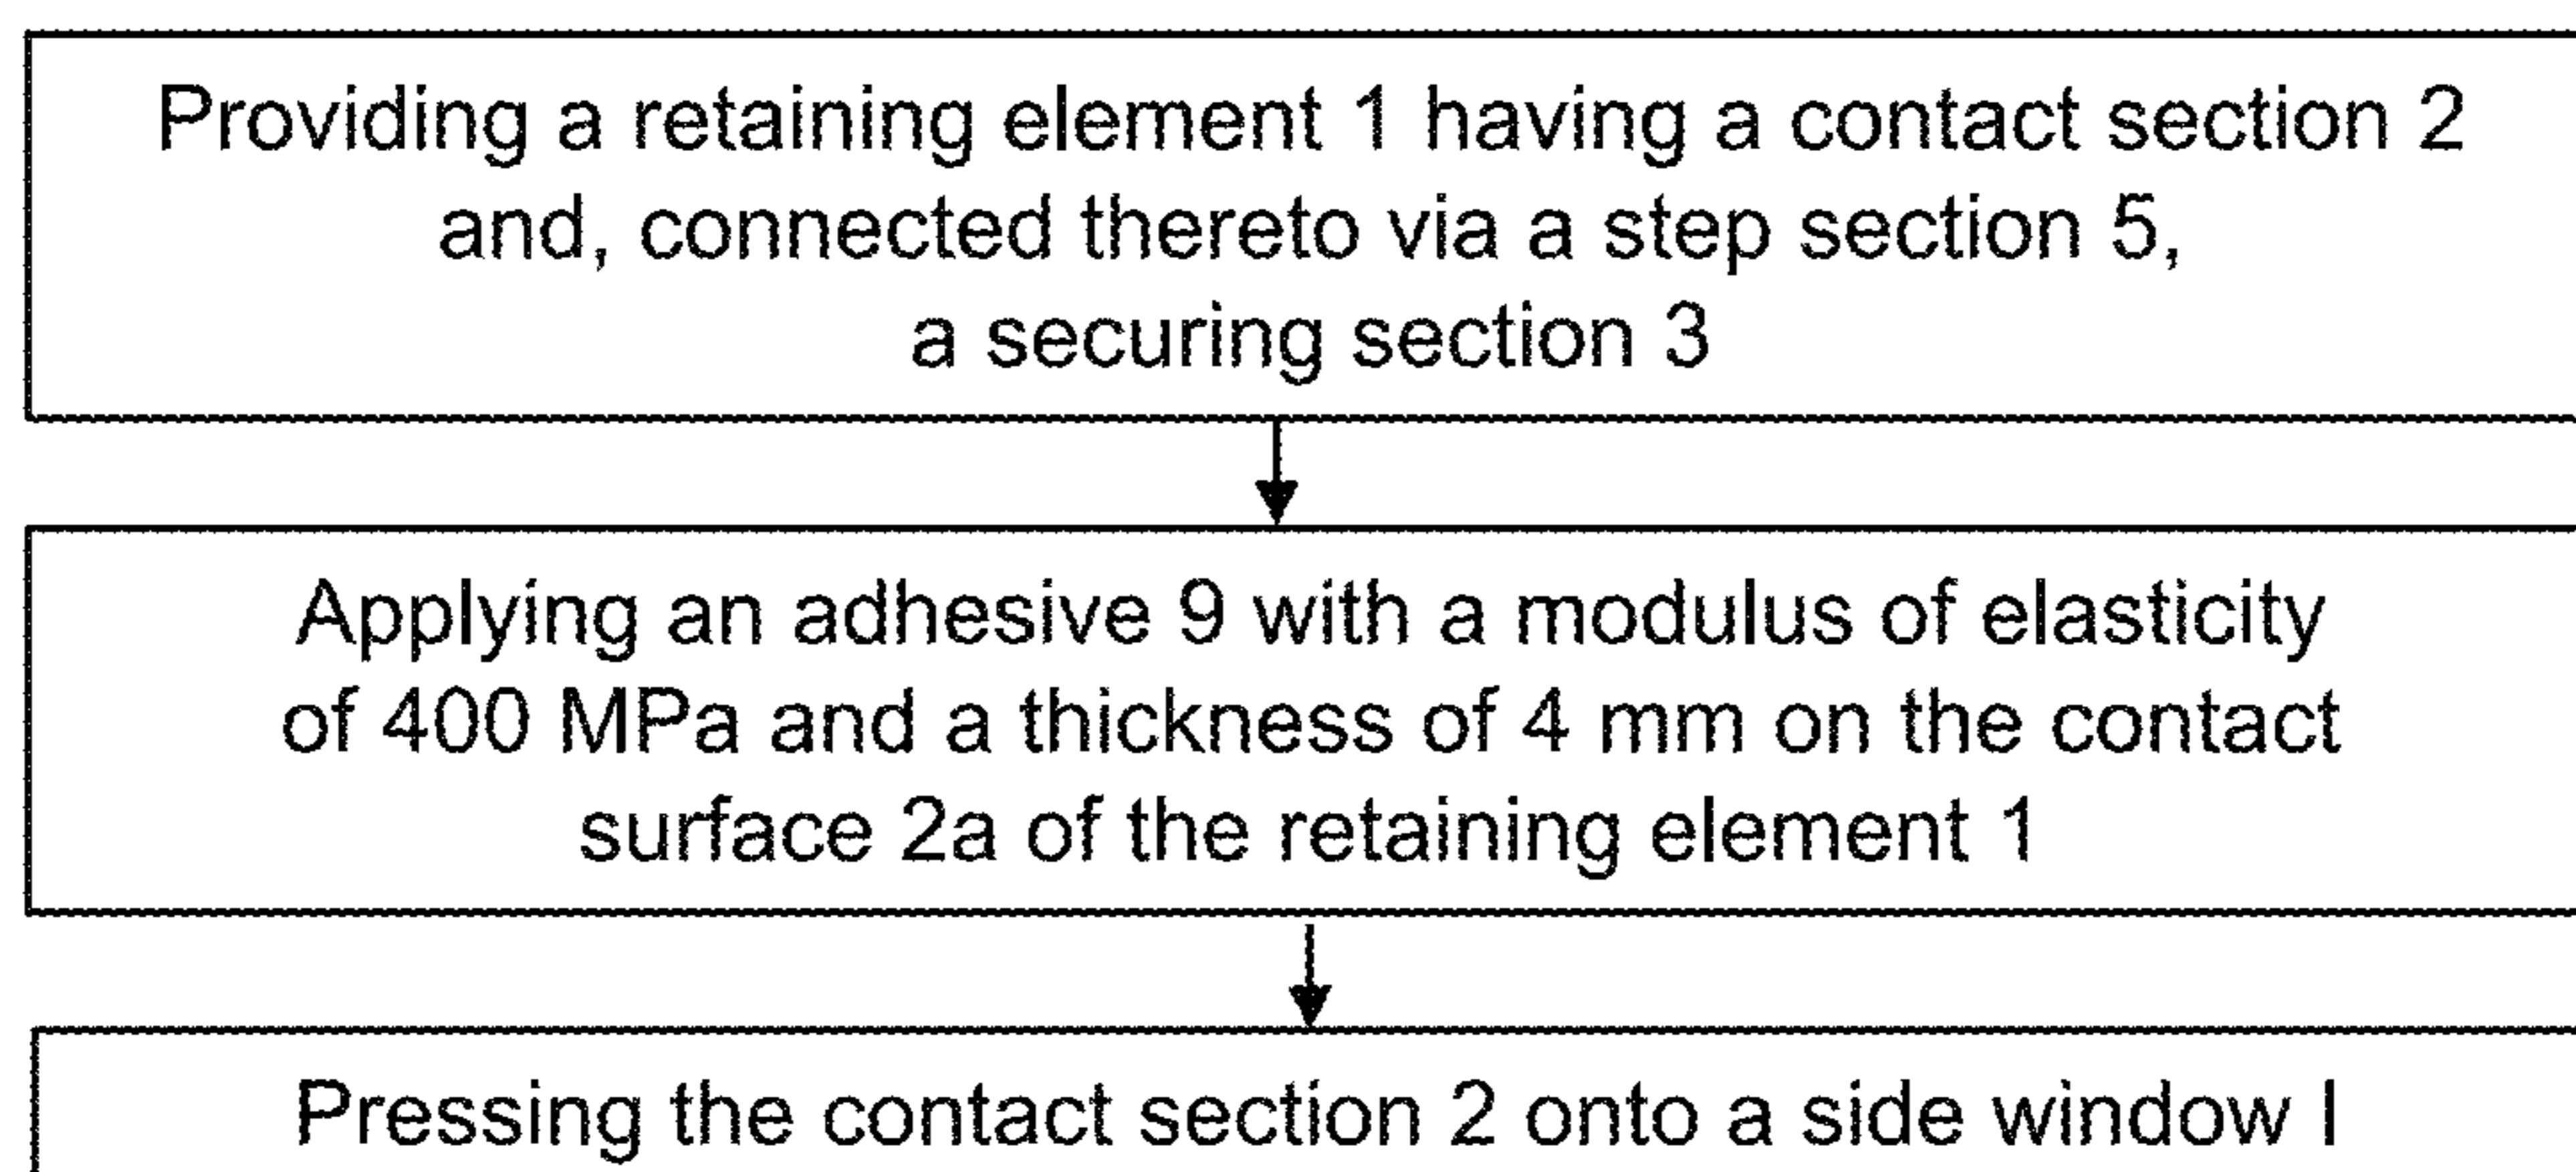 Providing a retaining element 1 having a contact section 2
and, connected thereto via a step section 5,
a securing section 3
Applying an adhesive 9 with a modulus of elasticity
of 400 MPa and a thickness of 4 mm on the contact
surface 2a of the retaining element 1
Pressing the contact section 2 onto a side window I